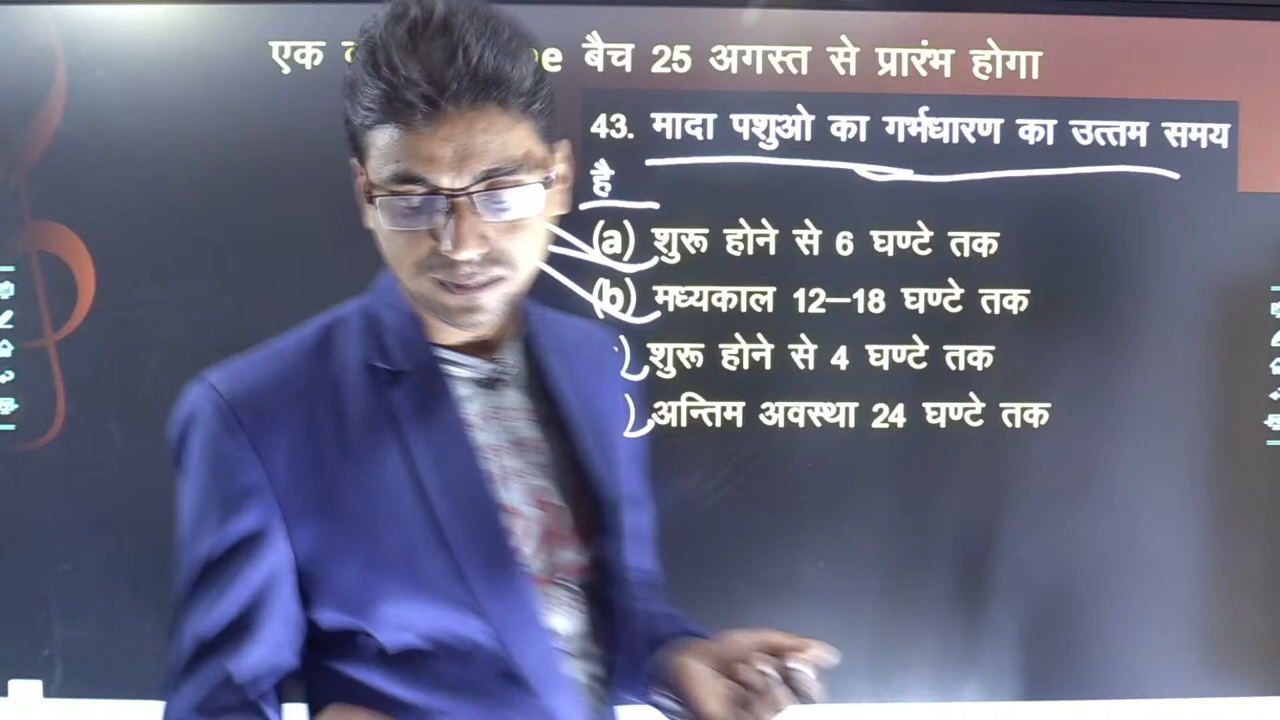 एक बैच 25 अगस्त से प्रारंभ होगा
43. मादा पशुओ का गर्भधारण का उत्तम समय
है
(a) शुरू होने से 6 घण्टे तक
(b) मध्यकाल 12–18 घण्टे तक
) शुरू होने से 4 घण्टे तक
) अन्तिम अवस्था 24 घण्टे तक